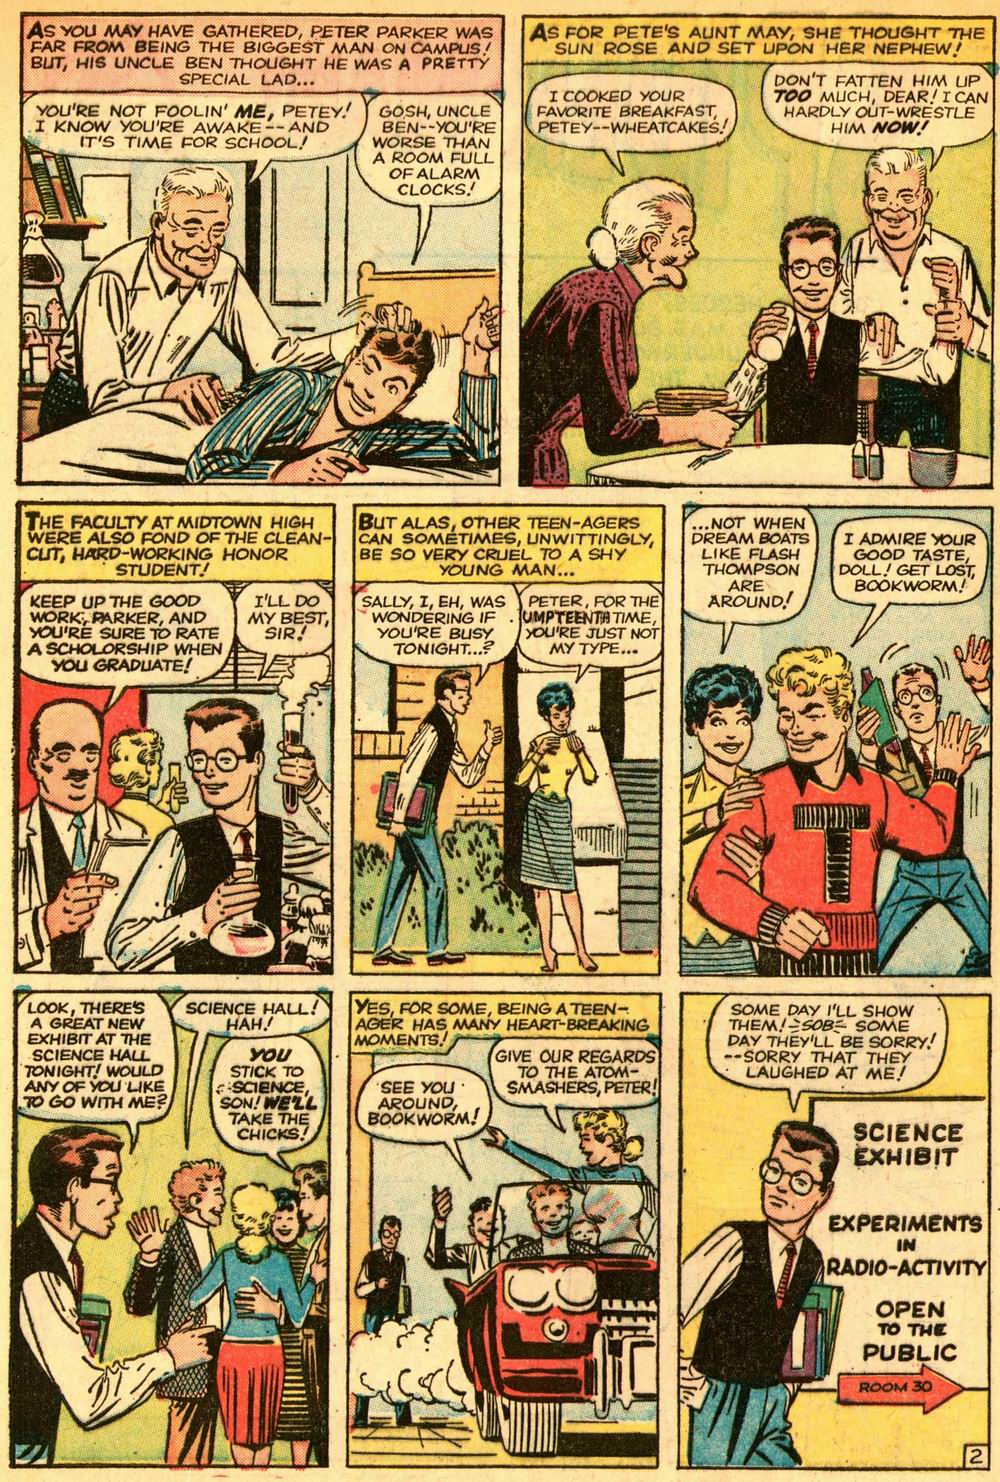 AS YOU MAY HAVE GATHERED, PETER PARKER WAS
FAR FROM BEING THE BIGGEST MAN ON CAMPUS!
BUT, HIS UNCLE BEN THOUGHT HE WAS A PRETTY
SPECIAL LAD...
YOU'RE NOT FOOLIN' ME, PETEY!
I KNOW YOU'RE AWAKE--AND
IT'S TIME FOR SCHOOL!
GOSH, UNCLE
BEN--YOU'RE
WORSE THAN
A ROOM FULL
OF ALARM
CLOCKS!
AS FOR PETE'S AUNT MAY, SHE THOUGHT THE
SUN ROSE AND SET UPON HER NEPHEW!
I COOKED YOUR
FAVORITE BREAKFAST,
PETEY--WHEATCAKES!
DON'T FATTEN HIM UP
TOO MUCH, DEAR! I CAN
HARDLY OUT-WRESTLE
HIM NOW!
THE FACULTY AT MIDTOWN HIGH
WERE ALSO FOND OF THE CLEAN-
CUT, HARD-WORKING HONOR
STUDENT!
KEEP UP THE GOOD
WORK, PARKER, AND
YOU'RE SURE TO RATE
A SCHOLORSHIP WHEN
YOU GRADUATE!
I'LL DO
MY BEST,
SIR!
BUT ALAS, OTHER TEEN-AGERS
CAN SOMETIMES, UNWITTINGLY,
BE SO VERY CRUEL TO A SHY
YOUNG MAN...
SALLY, I, EH, WAS
WONDERING IF
YOU'RE BUSY
TONIGHT...?
PETER, FOR THE
UMPTEENTH TIME,
YOU'RE JUST NOT
MY TYPE...
...NOT WHEN
DREAM BOATS
LIKE FLASH
THOMPSON
ARE
AROUND!
I ADMIRE YOUR
GOOD TASTE,
DOLL! GET LOST,
BOOKWORM!
T
LOOK, THERE'S
A GREAT NEW
EXHIBIT AT THE
SCIENCE HALL
TONIGHT! WOULD
ANY OF YOU LIKE
TO GO WITH ME?
SCIENCE HALL!
HAH!
YOU
STICK TO
SCIENCE,
SON! WE'LL
TAKE THE
CHICKS!
YES, FOR SOME, BEING A TEEN-
AGER HAS MANY HEART-BREAKING
MOMENTS!
SEE YOU
AROUND,
BOOKWORM!
GIVE OUR REGARDS
TO THE ATOM-
SMASHERS, PETER!
SOME DAY I'LL SHOW
THEM! -SOB- SOME
DAY THEY'LL BE SORRY!
--SORRY THAT THEY
LAUGHED AT ME!
SCIENCE
EXHIBIT
EXPERIMENTS
IN
RADIO-ACTIVITY
OPEN
TO THE
PUBLIC
ROOM 30
2